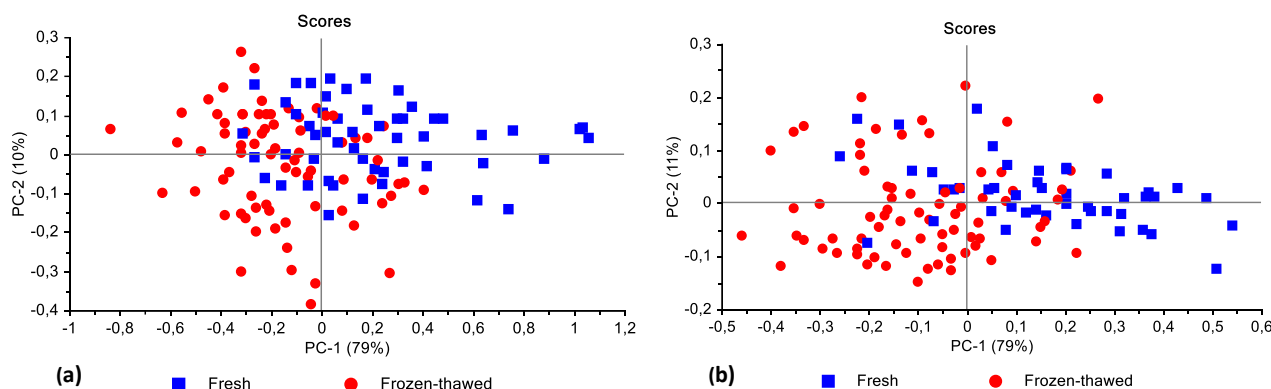 Scores
0,3
0,2
0,1
0
-0,1
-0,2
-0,3
-0,4
PC-2 (10%)
-1 -0,8 -0,6 -0,4 -0,2 0 0,2 0,4 0,6 0,8 1 1,2
PC-1 (79%)
(a) Fresh Frozen-thawed
Scores
0,3
0,2
0,1
0
-0,1
-0,2
PC-2 (11%)
-0,5 -0,4 -0,3 -0,2 -0,1 0 0,1 0,2 0,3 0,4 0,5 0,6
PC-1 (79%)
(b) Fresh Frozen-thawed